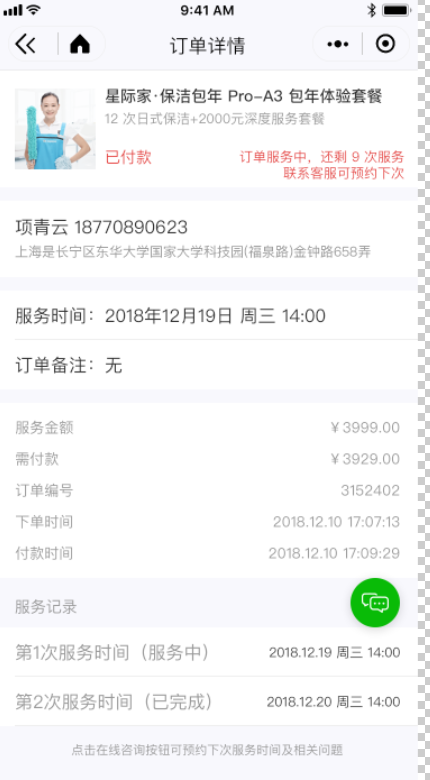 9:41 AM
订单详情
星际家·保洁包年 Pro-A3 包年体验套餐
12 次日式保洁+2000元深度服务套餐
已付款
订单服务中，还剩 9 次服务
联系客服可预约下次
项青云 18770890623
上海是长宁区东华大学国家大学科技园(福泉路)金钟路658弄
服务时间：2018年12月19日 周三 14:00
订单备注：无
服务金额 ¥3999.00
需付款 ¥3929.00
订单编号 3152402
下单时间 2018.12.10 17:07:13
付款时间 2018.12.10 17:09:29
服务记录
第1次服务时间（服务中） 2018.12.19 周三 14:00
第2次服务时间（已完成） 2018.12.20 周三 14:00
点击在线咨询按钮可预约下次服务时间及相关问题